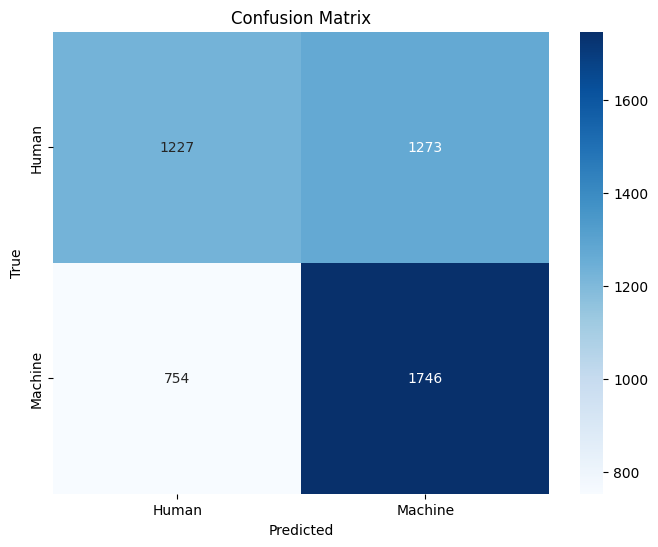 Confusion Matrix
Human
1227
1273
True
Machine
754
1746
Human
Machine
Predicted
1600
1400
1200
1000
800